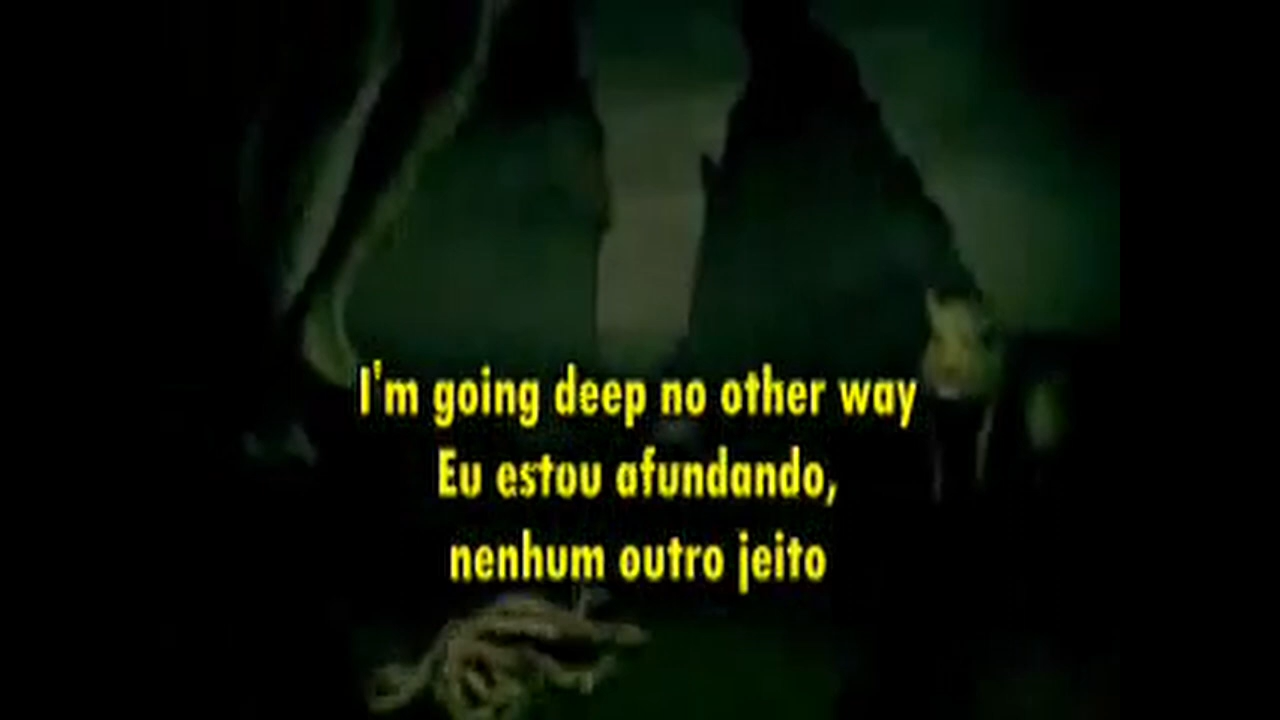 I'm going deep no other way
Eu estou afundando,
nenhum outro jeito